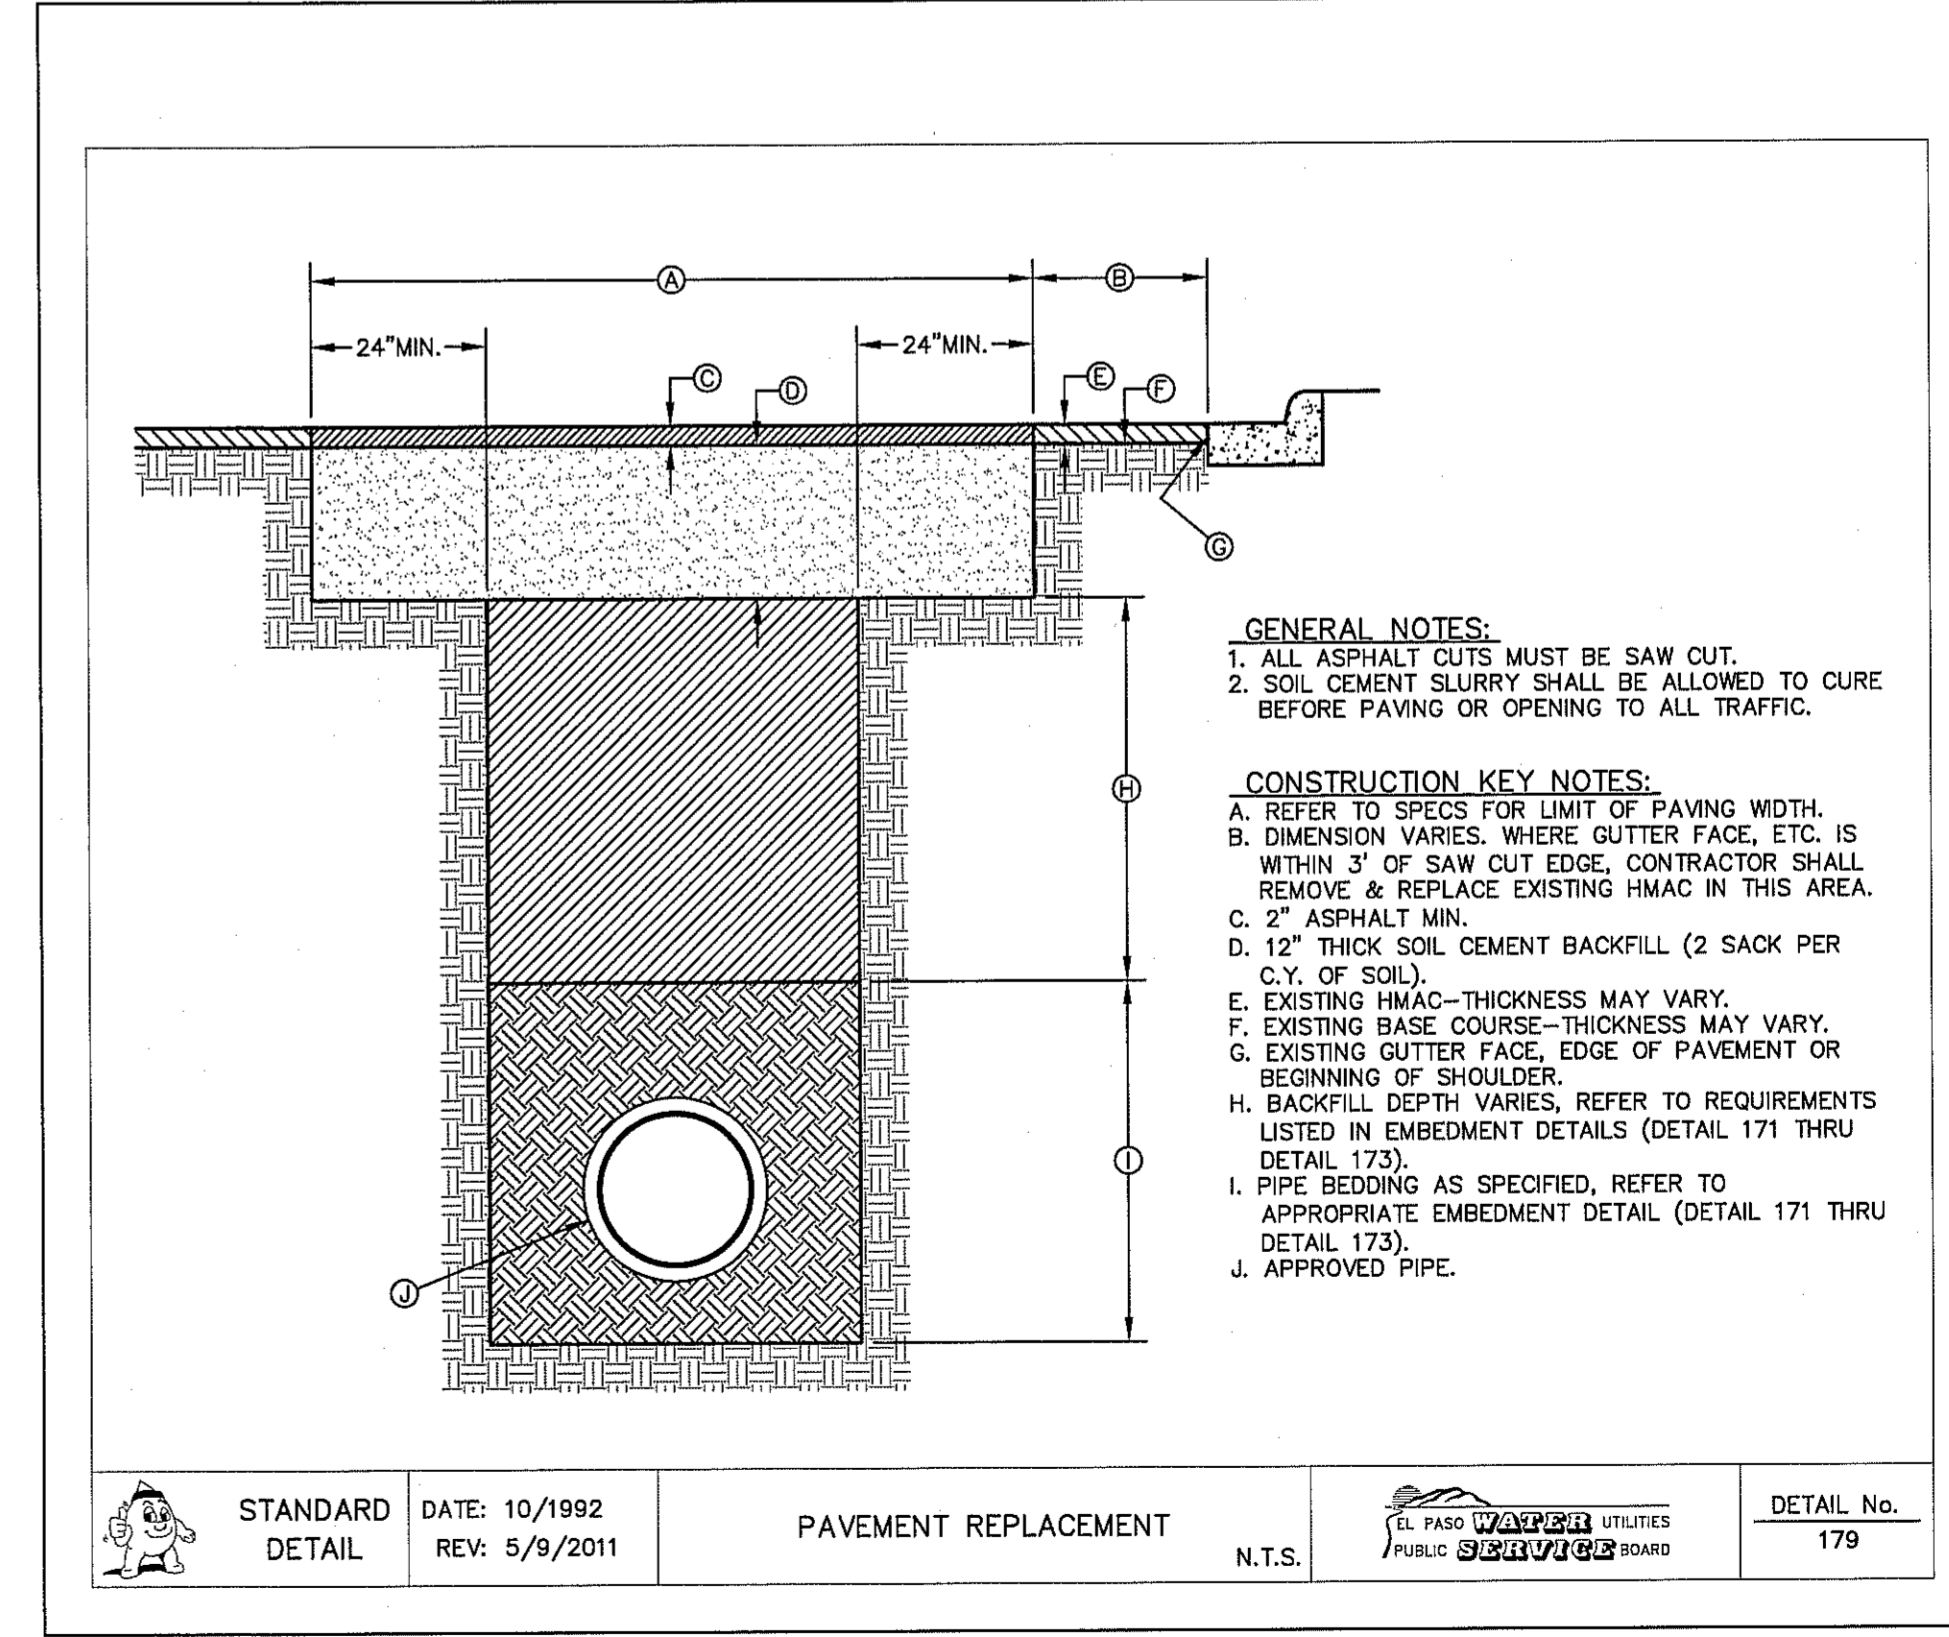 A
B
24"MIN.
24"MIN.
C
D
E
F
G
GENERAL NOTES:
1. ALL ASPHALT CUTS MUST BE SAW CUT.
2. SOIL CEMENT SLURRY SHALL BE ALLOWED TO CURE
BEFORE PAVING OR OPENING TO ALL TRAFFIC.
H
CONSTRUCTION KEY NOTES:
A. REFER TO SPECS FOR LIMIT OF PAVING WIDTH.
B. DIMENSION VARIES. WHERE GUTTER FACE, ETC. IS
WITHIN 3' OF SAW CUT EDGE, CONTRACTOR SHALL
REMOVE & REPLACE EXISTING HMAC IN THIS AREA.
C. 2" ASPHALT MIN.
D. 12" THICK SOIL CEMENT BACKFILL (2 SACK PER
C.Y. OF SOIL).
E. EXISTING HMAC-THICKNESS MAY VARY.
F. EXISTING BASE COURSE-THICKNESS MAY VARY.
G. EXISTING GUTTER FACE, EDGE OF PAVEMENT OR
BEGINNING OF SHOULDER.
H. BACKFILL DEPTH VARIES, REFER TO REQUIREMENTS
LISTED IN EMBEDMENT DETAILS (DETAIL 171 THRU
DETAIL 173).
I. PIPE BEDDING AS SPECIFIED, REFER TO
APPROPRIATE EMBEDMENT DETAIL (DETAIL 171 THRU
DETAIL 173).
J. APPROVED PIPE.
I
J
STANDARD
DETAIL
DATE: 10/1992
REV: 5/9/2011
PAVEMENT REPLACEMENT
N.T.S.
EL PASO WATER UTILITIES
PUBLIC SERVICE BOARD
DETAIL No.
179